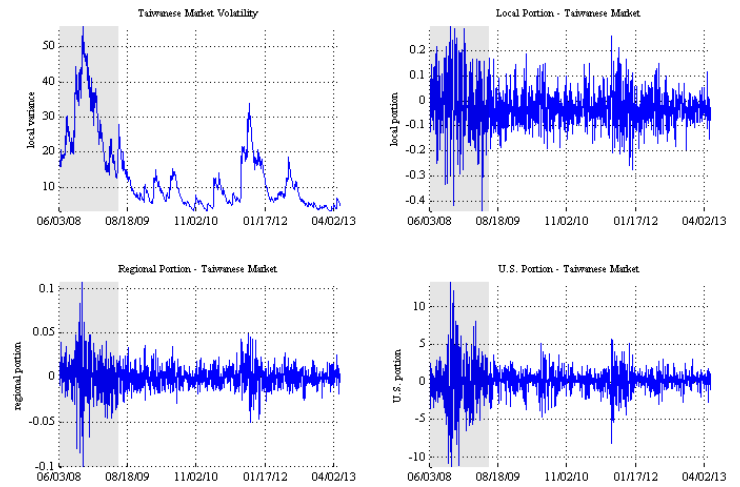 Taiwanese Market Volatility
local variance
50
40
30
20
10
06/03/08 08/18/09 11/02/10 01/17/12 04/02/13
Local Portion - Taiwanese Market
local portion
0.2
0.1
0
-0.1
-0.2
-0.3
-0.4
06/03/08 08/18/09 11/02/10 01/17/12 04/02/13
Regional Portion - Taiwanese Market
regional portion
0.1
0.05
0
-0.05
-0.1
06/03/08 08/18/09 11/02/10 01/17/12 04/02/13
U.S. Portion - Taiwanese Market
U.S. portion
10
5
0
-5
-10
06/03/08 08/18/09 11/02/10 01/17/12 04/02/13